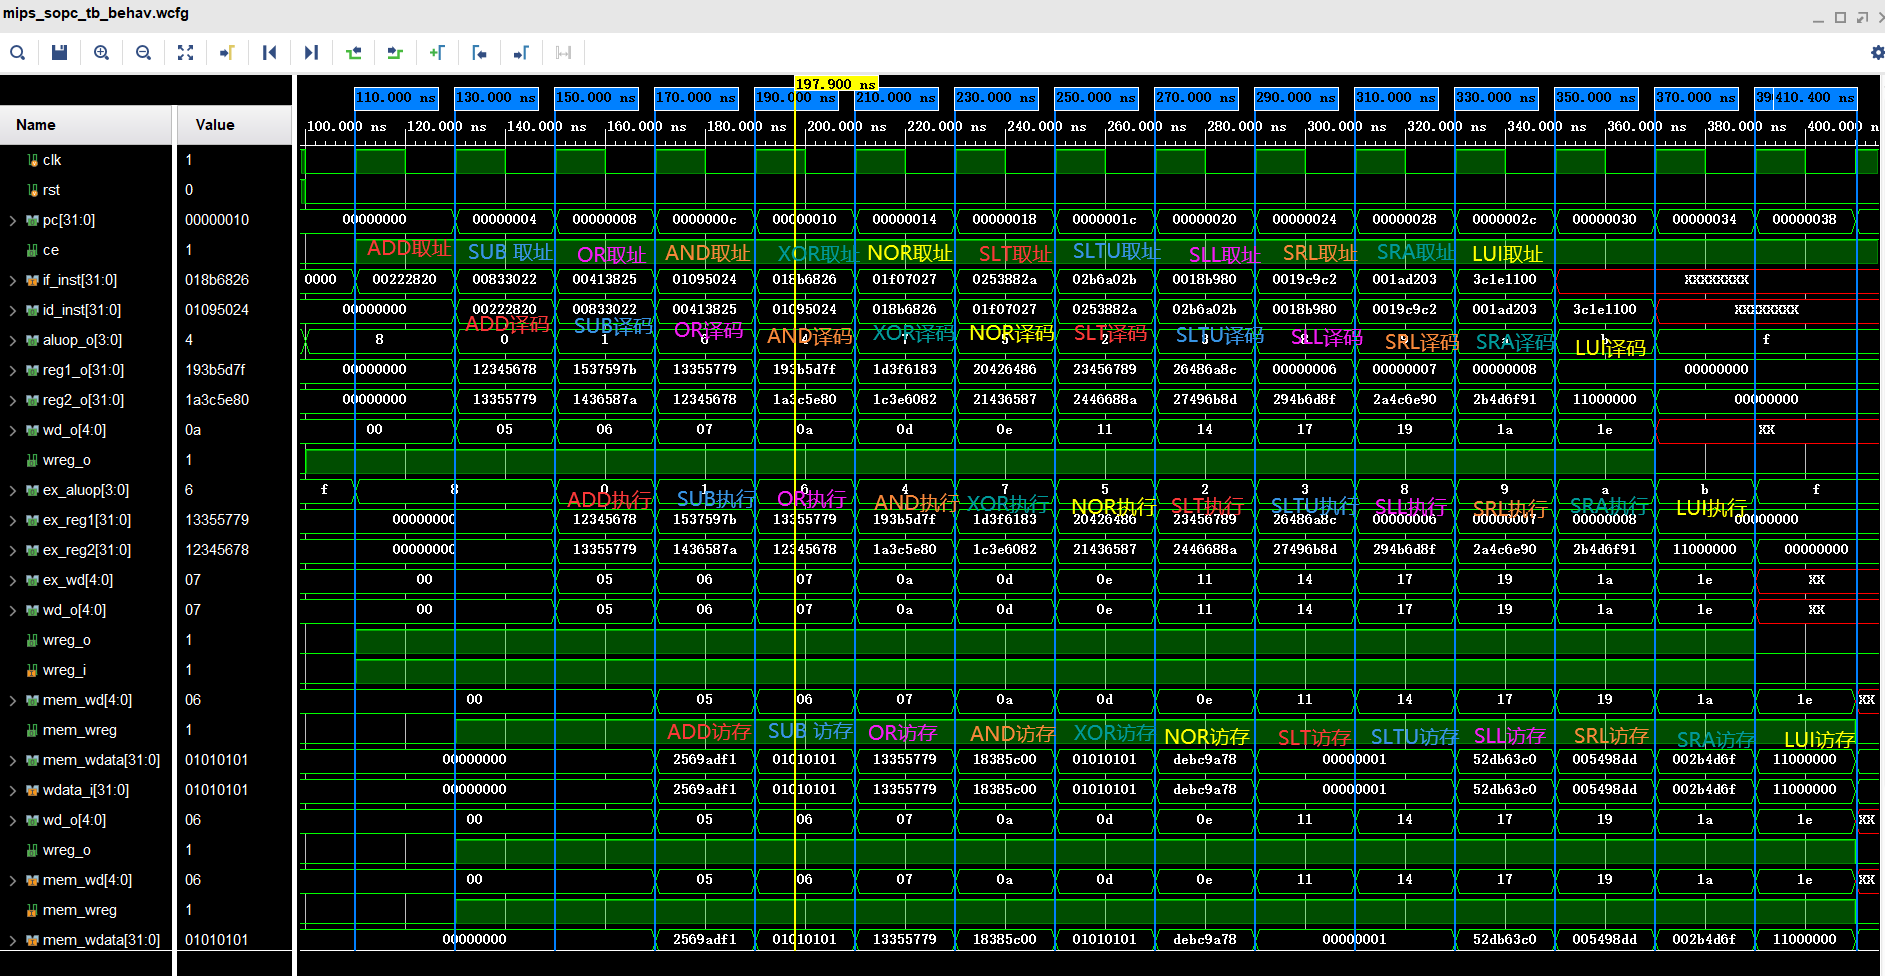 mips_sopc_tb_behav.wcfg
197.900 ns
110.000 ns 130.000 ns 150.000 ns 170.000 ns 190.000 ns 210.000 ns 230.000 ns 250.000 ns 270.000 ns 290.000 ns 310.000 ns 330.000 ns 350.000 ns 370.000 ns 410.400 ns
Name Value 100.000 ns 120.000 ns 140.000 ns 160.000 ns 180.000 ns 200.000 ns 220.000 ns 240.000 ns 260.000 ns 280.000 ns 300.000 ns 320.000 ns 340.000 ns 360.000 ns 380.000 ns 400.000
clk 1
rst 0
pc[31:0] 00000010 00000000 00000004 00000008 0000000c 00000010 00000014 00000018 0000001c 00000020 00000024 00000028 0000002c 00000030 00000034 00000038
ce 1 ADD取址 SUB 取址 OR取址 AND取址 XOR取址 NOR取址 SLT取址 SLTU取址 SLL取址 SRL取址 SRA取址 LUI取址
if_inst[31:0] 018b6826 0000 00222820 00833022 00413825 01095024 018b6826 01f07027 0253882a 02b6a02b 0018b980 0019c9c2 001ad203 3c1e1100 XXXXXXXX
id_inst[31:0] 01095024 00000000 00222820 00833022 00413825 01095024 018b6826 01f07027 0253882a 02b6a02b 0018b980 0019c9c2 001ad203 3c1e1100 XXXXXXXX
ADD译码 SUB译码 OR译码 AND译码 XOR译码 NOR译码 SLT译码 SLTU译码 SLL译码 SRL译码 SRA译码 LUI译码
aluop_o[3:0] 4 8 0 1 6 4 7 5 2 3 8 9 a b f
reg1_o[31:0] 193b5d7f 00000000 12345678 1537597b 13355779 193b5d7f 1d3f6183 20426486 23456789 26486a8c 00000006 00000007 00000008 11000000 00000000
reg2_o[31:0] 1a3c5e80 00000000 13355779 1436587a 12345678 1a3c5e80 1c3e6082 21436587 2446688a 27496b8d 294b6d8f 2a4c6e90 2b4d6f91 11000000 00000000
wd_o[4:0] 0a 00 05 06 07 0a 0d 0e 11 14 17 19 1a 1e XX
wreg_o 1
ex_aluop[3:0] 6 f 8 0 1 6 4 7 5 2 3 8 9 a b f
ADD执行 SUB执行 OR执行 AND执行 XOR执行 NOR执行 SLT执行 SLTU执行 SLL执行 SRL执行 SRA执行 LUI执行
ex_reg1[31:0] 13355779 00000000 12345678 1537597b 13355779 193b5d7f 1d3f6183 20426486 23456789 26486a8c 00000006 00000007 00000008 00000000
ex_reg2[31:0] 12345678 00000000 13355779 1436587a 12345678 1a3c5e80 1c3e6082 21436587 2446688a 27496b8d 294b6d8f 2a4c6e90 2b4d6f91 11000000 00000000
ex_wd[4:0] 07 00 05 06 07 0a 0d 0e 11 14 17 19 1a 1e XX
wd_o[4:0] 07 00 05 06 07 0a 0d 0e 11 14 17 19 1a 1e XX
wreg_o 1
wreg_i 1
mem_wd[4:0] 06 00 05 06 07 0a 0d 0e 11 14 17 19 1a 1e XX
mem_wreg 1 ADD访存 SUB 访存 OR访存 AND访存 XOR访存 NOR访存 SLT访存 SLTU访存 SLL访存 SRL访存 SRA访存 LUI访存
mem_wdata[31:0] 01010101 00000000 2569adf1 01010101 13355779 18385c00 01010101 debc9a78 00000001 52db63c0 005498dd 002b4d6f 11000000
wdata_i[31:0] 01010101 00000000 2569adf1 01010101 13355779 18385c00 01010101 debc9a78 00000001 52db63c0 005498dd 002b4d6f 11000000
wd_o[4:0] 06 00 05 06 07 0a 0d 0e 11 14 17 19 1a 1e XX
wreg_o 1
mem_wd[4:0] 06 00 05 06 07 0a 0d 0e 11 14 17 19 1a 1e XX
mem_wreg 1
mem_wdata[31:0] 01010101 00000000 2569adf1 01010101 13355779 18385c00 01010101 debc9a78 00000001 52db63c0 005498dd 002b4d6f 11000000